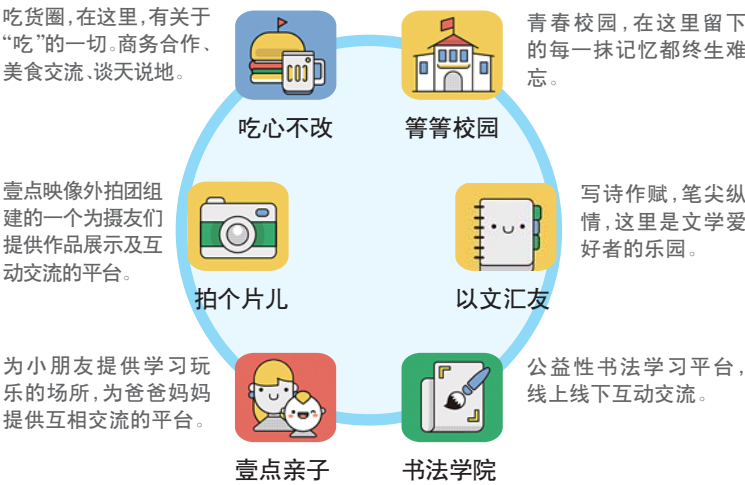 吃货圈,在这里,有关于
“吃”的一切。商务合作、
美食交流、谈天说地。
吃心不改
青春校园,在这里留下
的每一抹记忆都终生难
忘。
箐箐校园
壹点映像外拍团组
建的一个为摄友们
提供作品展示及互
动交流的平台。
拍个片儿
写诗作赋,笔尖纵
情,这里是文学爱
好者的乐园。
以文汇友
为小朋友提供学习玩
乐的场所,为爸爸妈妈
提供互相交流的平台。
壹点亲子
公益性书法学习平台,
线上线下互动交流。
书法学院